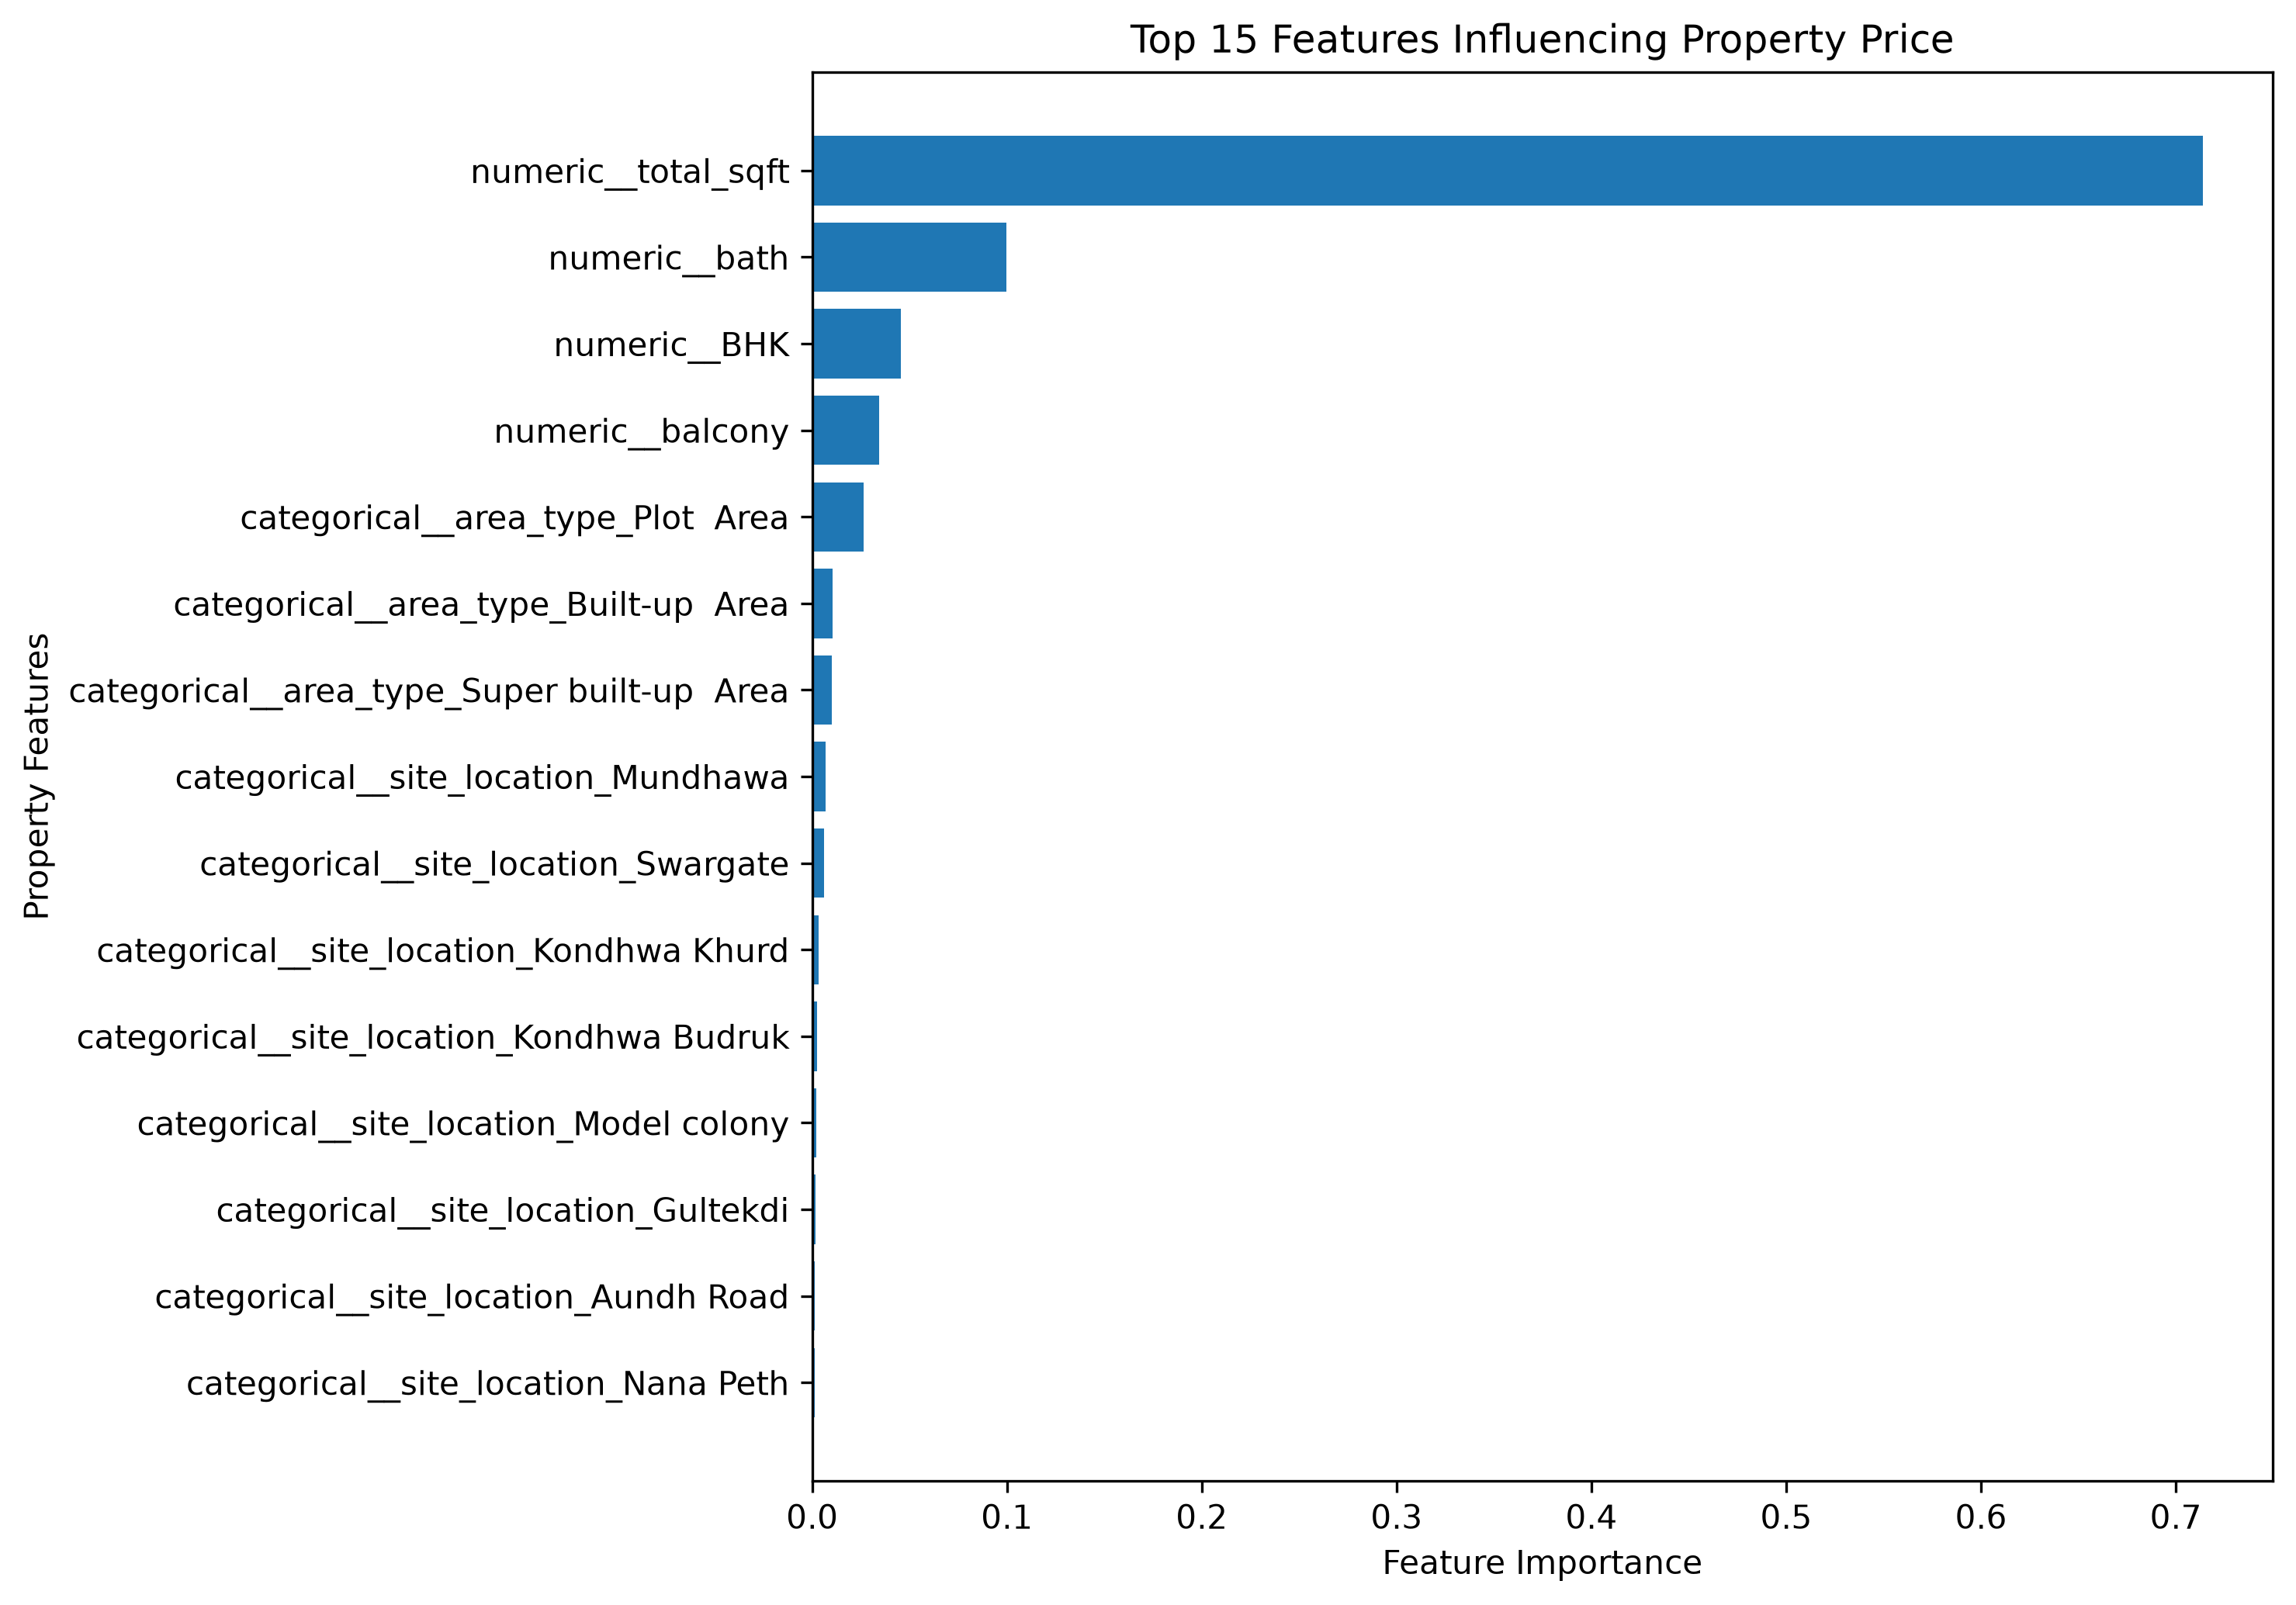 Top 15 Features Influencing Property Price
Property Features
numeric__total_sqft
numeric__bath
numeric__BHK
numeric__balcony
categorical__area_type_Plot  Area
categorical__area_type_Built-up  Area
categorical__area_type_Super built-up  Area
categorical__site_location_Mundhawa
categorical__site_location_Swargate
categorical__site_location_Kondhwa Khurd
categorical__site_location_Kondhwa Budruk
categorical__site_location_Model colony
categorical__site_location_Gultekdi
categorical__site_location_Aundh Road
categorical__site_location_Nana Peth
0.0 0.1 0.2 0.3 0.4 0.5 0.6 0.7
Feature Importance